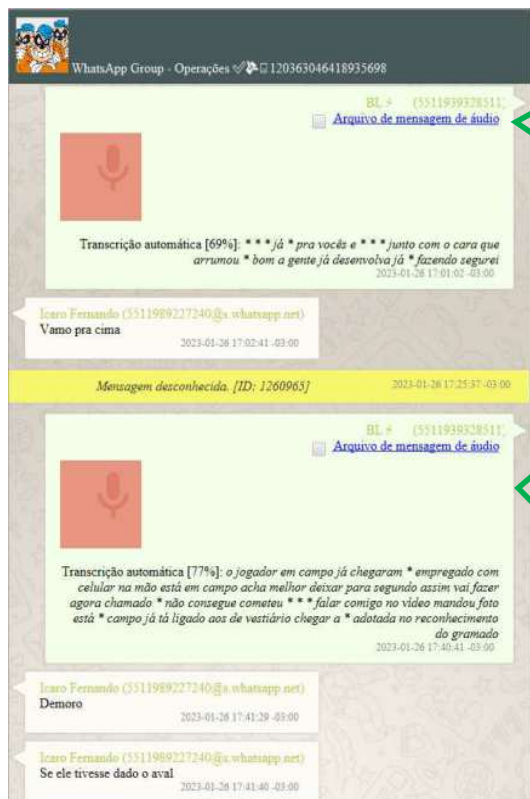 WhatsApp Group - Operações 120363046418935698
BL (5511939328511
Arquivo de mensagem de áudio
Transcrição automática [69%]: * * * já * pra vocês e * * * junto com o cara que
arrumou * bom a gente já desenvolva já * fazendo segurei
2023-01-26 17:01:02 -03:00
Icaro Fernando (5511989227240@s.whatsapp.net)
Vamo pra cima
2023-01-26 17:02:41 -03:00
Mensagem desconhecida. [ID: 1260965]
2023-01-26 17:25:37 -03:00
BL (5511939328511
Arquivo de mensagem de áudio
Transcrição automática [77%]: o jogador em campo já chegaram * empregado com
celular na mão está em campo acha melhor deixar para segundo assim vai fazer
agora chamado * não consegue cometeu * * * falar comigo no vídeo mandou foto
está * campo já tá ligado aos de vestiário chegar a * adotada no reconhecimento
do gramado
2023-01-26 17:40:41 -03:00
Icaro Fernando (5511989227240@s.whatsapp.net)
Demoro
2023-01-26 17:41:29 -03:00
Icaro Fernando (5511989227240@s.whatsapp.net)
Se ele tivesse dado o aval
2023-01-26 17:41:40 -03:00